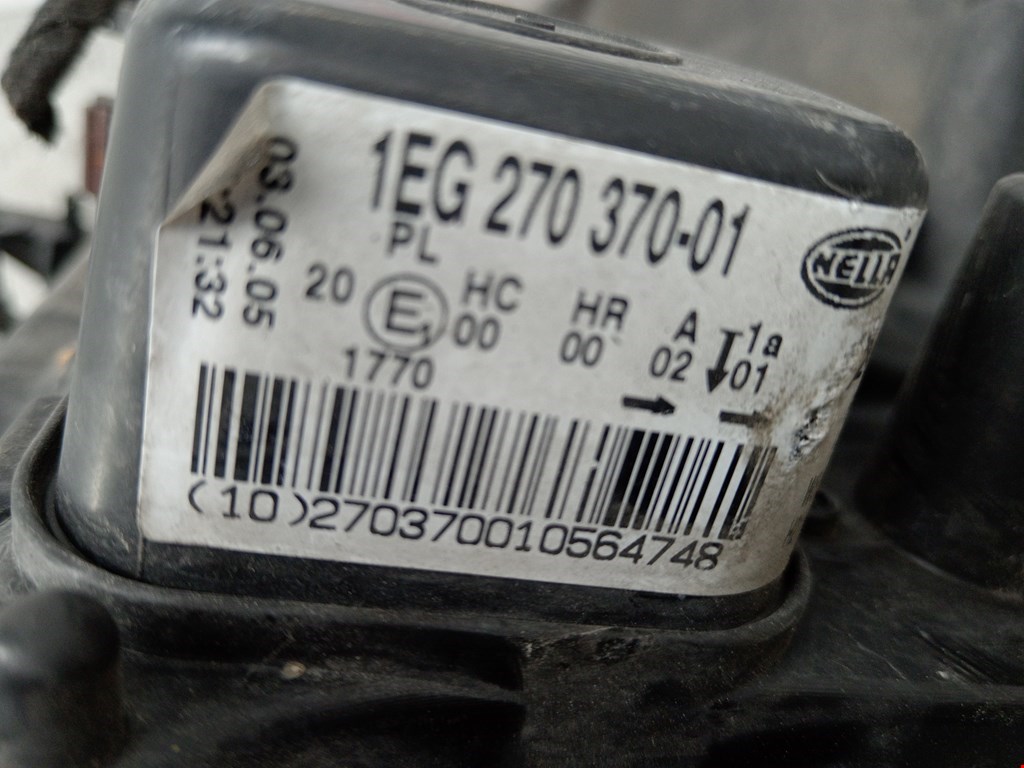 1EG 270 370-01
PL
HELLA
03.06.05
21:32
20 E1 HC HR A 1a
00 00 02 01
1770
(10)270370010564748